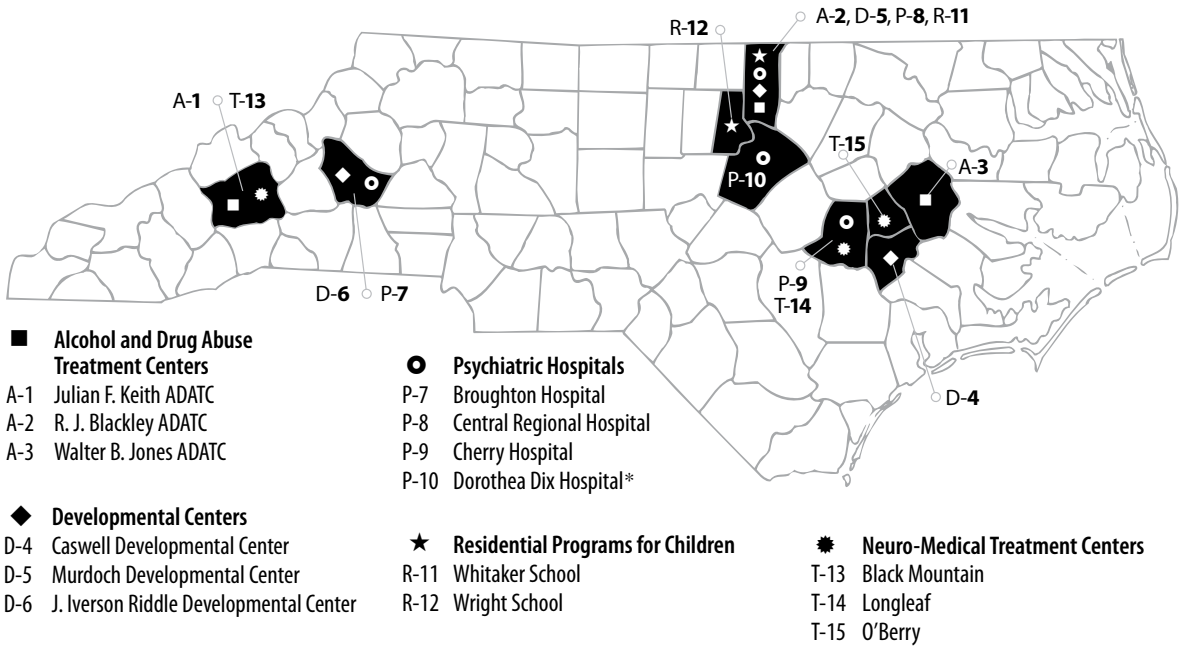 A-2, D-5, P-8, R-11
R-12
A-1 T-13
T-15
A-3
P-10
P-9
T-14
D-6 P-7
D-4
Alcohol and Drug Abuse
Treatment Centers
A-1 Julian F. Keith ADATC
A-2 R. J. Blackley ADATC
A-3 Walter B. Jones ADATC
Developmental Centers
D-4 Caswell Developmental Center
D-5 Murdoch Developmental Center
D-6 J. Iverson Riddle Developmental Center
Psychiatric Hospitals
P-7 Broughton Hospital
P-8 Central Regional Hospital
P-9 Cherry Hospital
P-10 Dorothea Dix Hospital*
Residential Programs for Children
R-11 Whitaker School
R-12 Wright School
Neuro-Medical Treatment Centers
T-13 Black Mountain
T-14 Longleaf
T-15 O'Berry